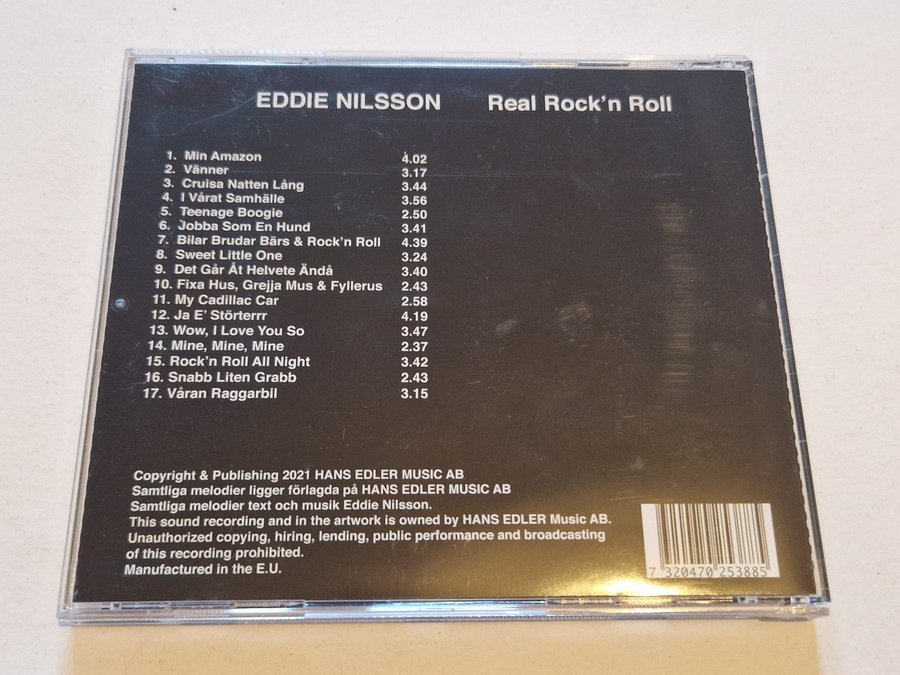 EDDIE NILSSON Real Rock'n Roll
1. Min Amazon 4.02
2. Vänner 3.17
3. Cruisa Natten Lång 3.44
4. I Vårat Samhälle 3.56
5. Teenage Boogie 2.50
6. Jobba Som En Hund 3.41
7. Bilar Brudar Bärs & Rock'n Roll 4.39
8. Sweet Little One 3.24
9. Det Går Åt Helvete Ändå 3.40
10. Fixa Hus, Grejja Mus & Fyllerus 2.43
11. My Cadillac Car 2.58
12. Ja E' Störterrr 4.19
13. Wow, I Love You So 3.47
14. Mine, Mine, Mine 2.37
15. Rock'n Roll All Night 3.42
16. Snabb Liten Grabb 2.43
17. Våran Raggarbil 3.15
Copyright & Publishing 2021 HANS EDLER MUSIC AB
Samtliga melodier ligger förlagda på HANS EDLER MUSIC AB
Samtliga melodier text och musik Eddie Nilsson.
This sound recording and in the artwork is owned by HANS EDLER Music AB.
Unauthorized copying, hiring, lending, public performance and broadcasting
of this recording prohibited.
Manufactured in the E.U.
7 320470 253885